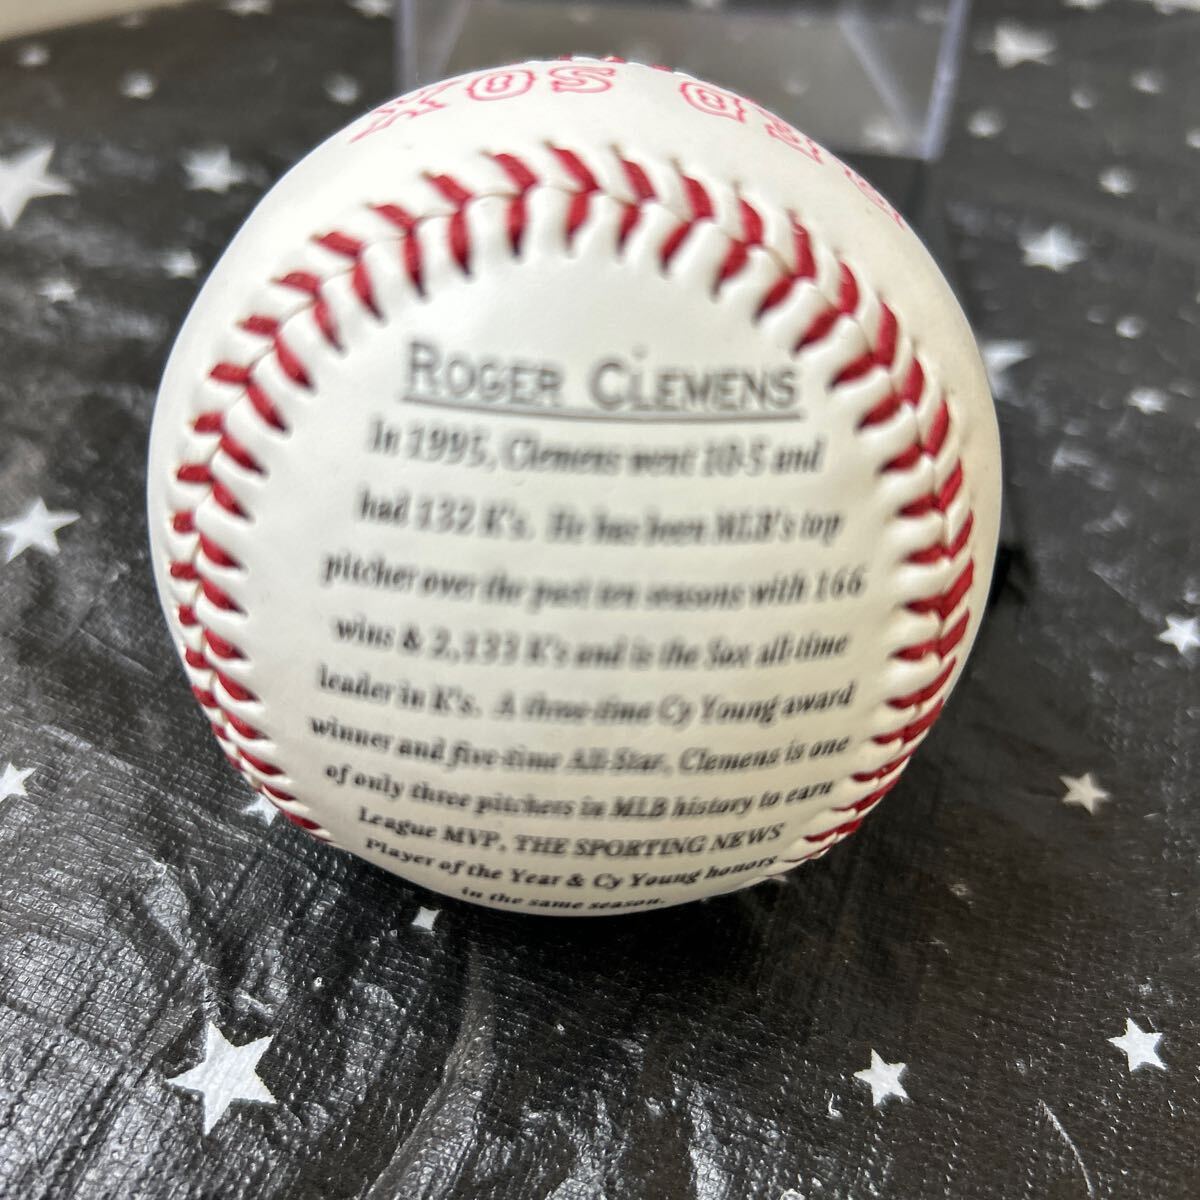 RED SOX
ROGER CLEMENS
In 1995, Clemens went 10-5 and
had 132 K's. He has been MLB's top
pitcher over the past ten seasons with 166
wins & 2,133 K's and is the Sox all-time
leader in K's. A three-time Cy Young award
winner and five-time All-Star, Clemens is one
of only three pitchers in MLB history to earn
League MVP, THE SPORTING NEWS
Player of the Year & Cy Young honors
in the same season.